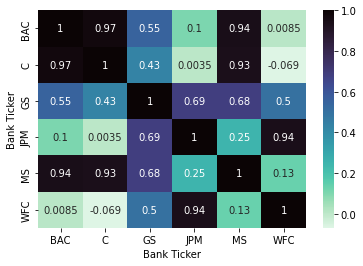 BAC 1 0.97 0.55 0.1 0.94 0.0085
C 0.97 1 0.43 0.0035 0.93 -0.069
GS 0.55 0.43 1 0.69 0.68 0.5
JPM 0.1 0.0035 0.69 1 0.25 0.94
MS 0.94 0.93 0.68 0.25 1 0.13
WFC 0.0085 -0.069 0.5 0.94 0.13 1
BAC C GS JPM MS WFC
Bank Ticker
Bank Ticker
1.0
0.8
0.6
0.4
0.2
0.0